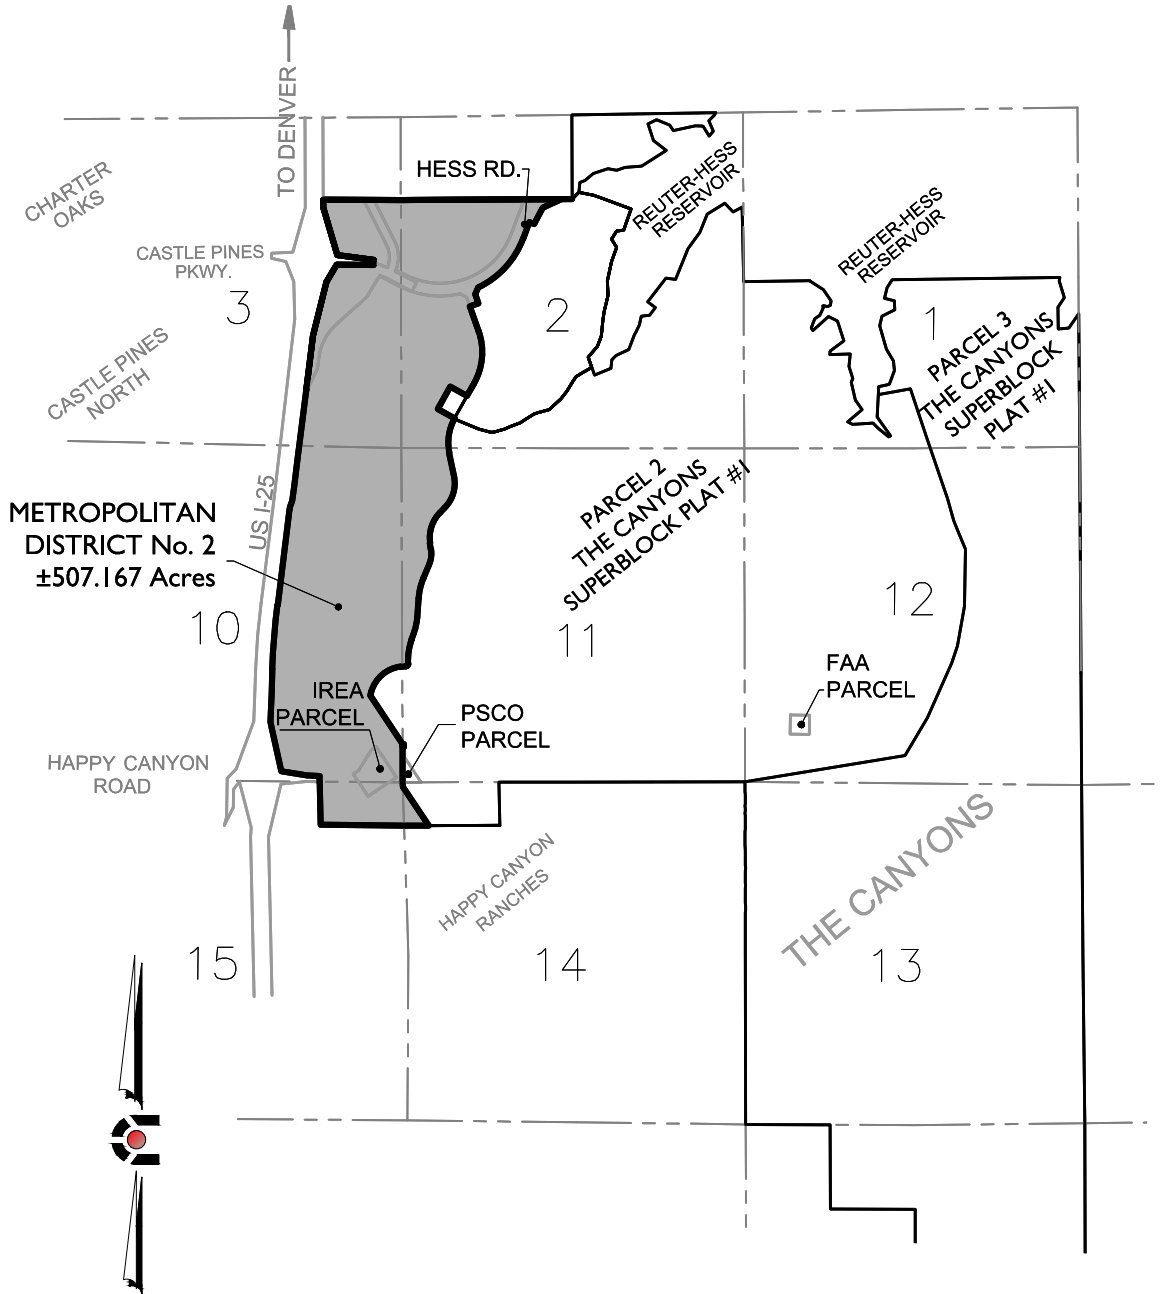 TO DENVER
HESS RD.
CHARTER
OAKS
REUTER-HESS
RESERVOIR
REUTER-HESS
RESERVOIR
CASTLE PINES
PKWY.
3
2
1
PARCEL 3
THE CANYONS
SUPERBLOCK
PLAT #1
CASTLE PINES
NORTH
PARCEL 2
THE CANYONS
SUPERBLOCK PLAT #1
US I-25
METROPOLITAN
DISTRICT No. 2
±507.167 Acres
10
11
12
FAA
PARCEL
IREA
PARCEL
PSCO
PARCEL
HAPPY CANYON
ROAD
THE CANYONS
HAPPY CANYON
RANCHES
15
14
13